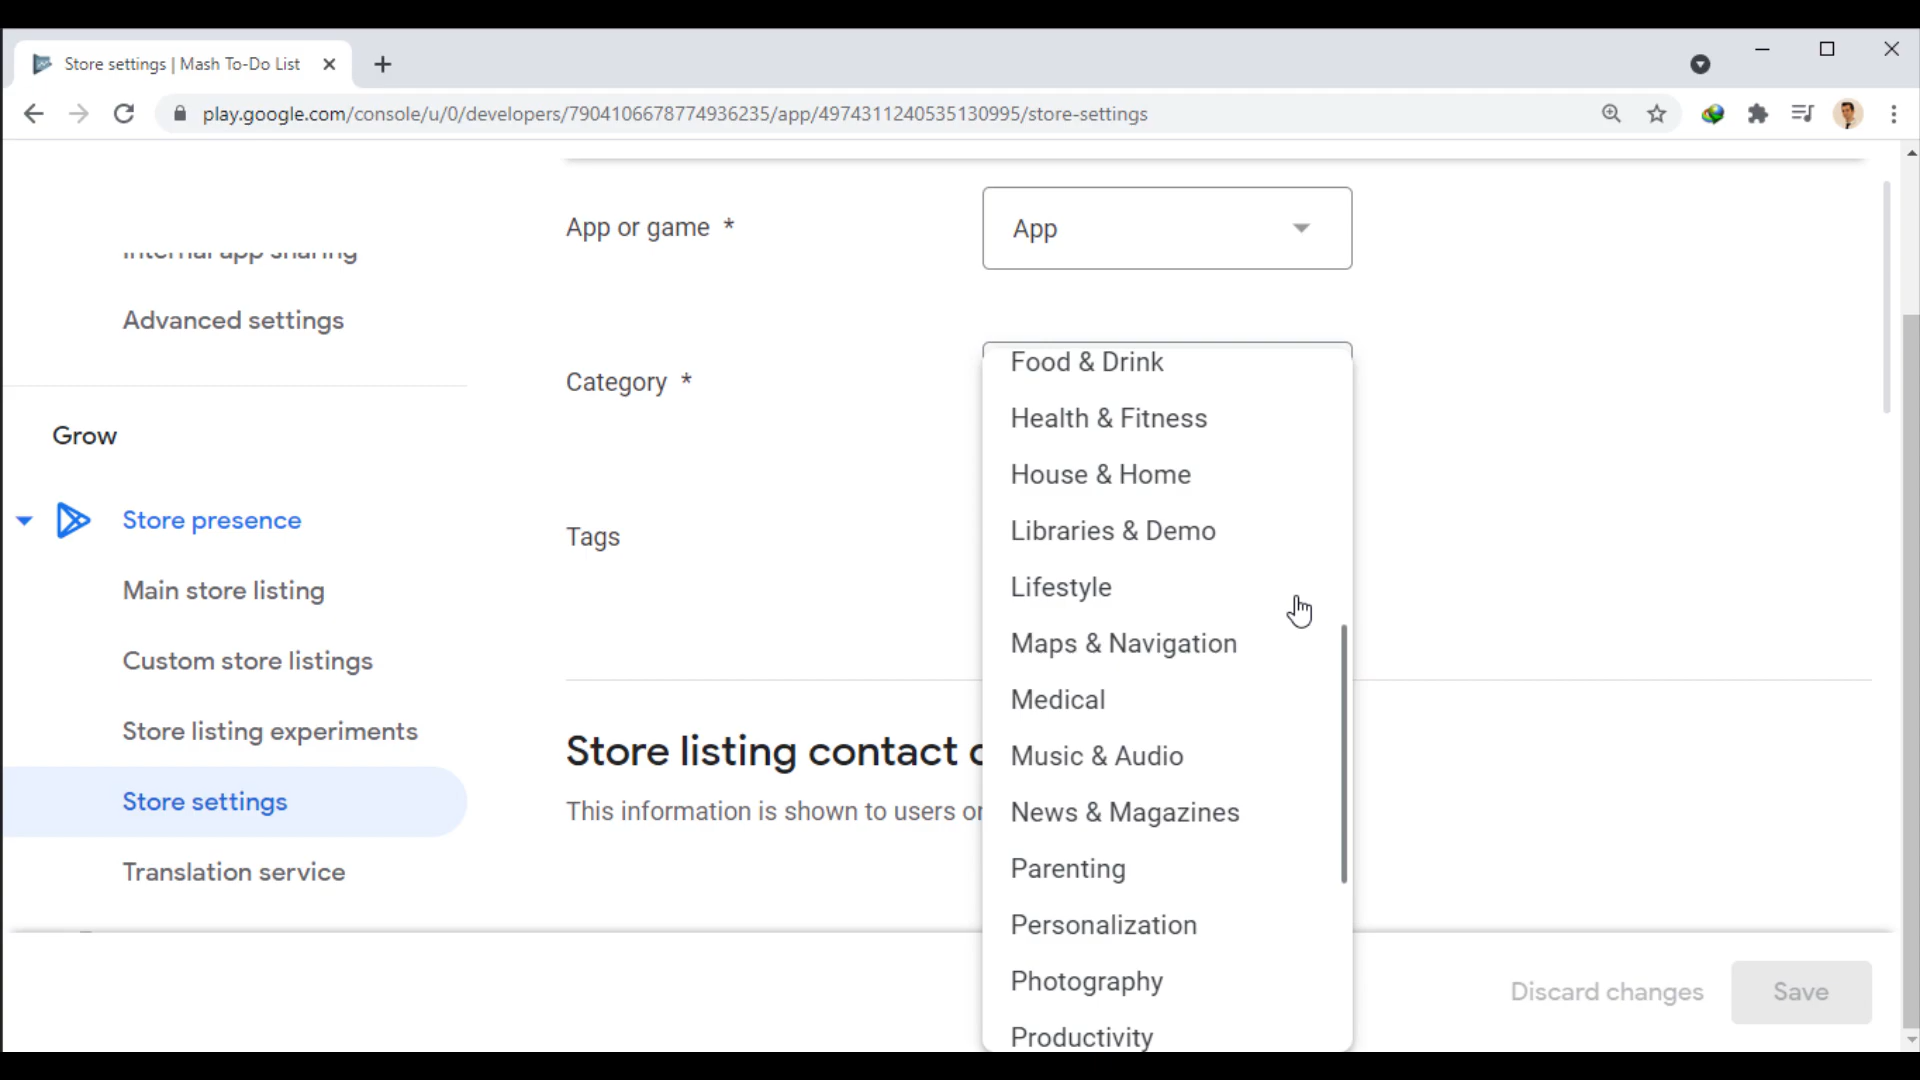 Store settings | Mash To-Do List
play.google.com/console/u/0/developers/7904106678774936235/app/4974311240535130995/store-settings
Internal app sharing
Advanced settings
Grow
Store presence
Main store listing
Custom store listings
Store listing experiments
Store settings
Translation service
App or game *
App
Category *
Tags
Food & Drink
Health & Fitness
House & Home
Libraries & Demo
Lifestyle
Maps & Navigation
Medical
Music & Audio
News & Magazines
Parenting
Personalization
Photography
Productivity
Store listing contact
This information is shown to users
Discard changes
Save